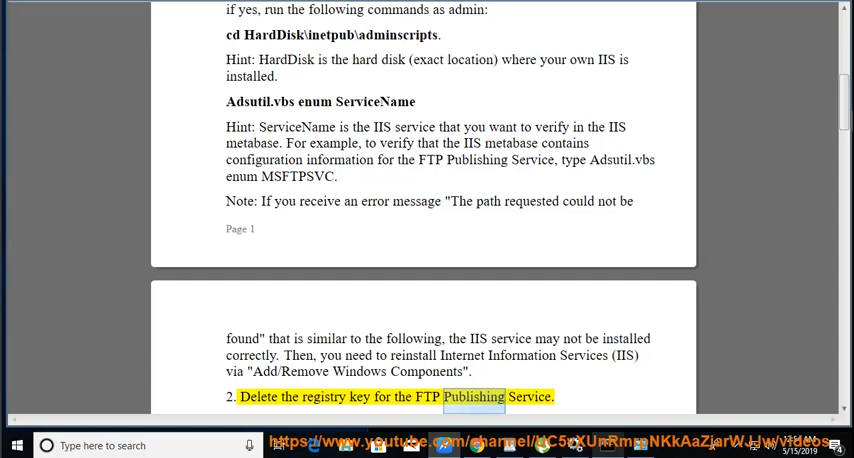 if yes, run the following commands as admin:
cd HardDisk\inetpub\adminscripts.
Hint: HardDisk is the hard disk (exact location) where your own IIS is
installed.
Adsutil.vbs enum ServiceName
Hint: ServiceName is the IIS service that you want to verify in the IIS
metabase. For example, to verify that the IIS metabase contains
configuration information for the FTP Publishing Service, type Adsutil.vbs
enum MSFTPSVC.
Note: If you receive an error message "The path requested could not be
Page 1
found" that is similar to the following, the IIS service may not be installed
correctly. Then, you need to reinstall Internet Information Services (IIS)
via "Add/Remove Windows Components".
2. Delete the registry key for the FTP Publishing Service.
Type here to search
5/15/2019
4